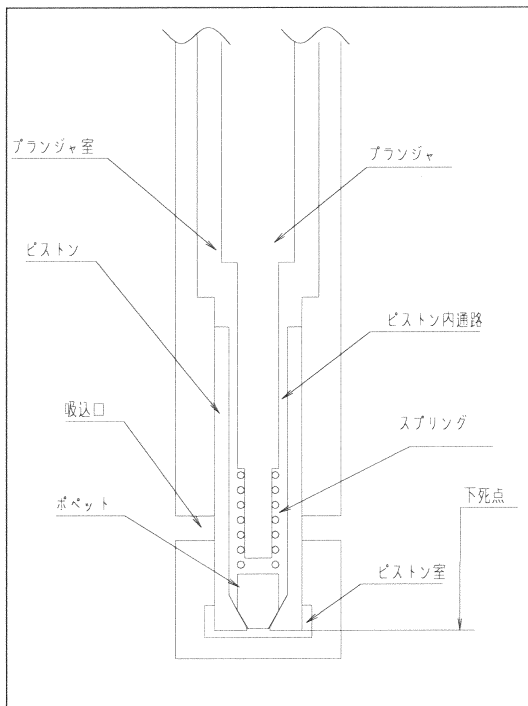 プランジャ室
プランジャ
ピストン
ピストン内通路
吸込口
スプリング
ポペット
下死点
ピストン室